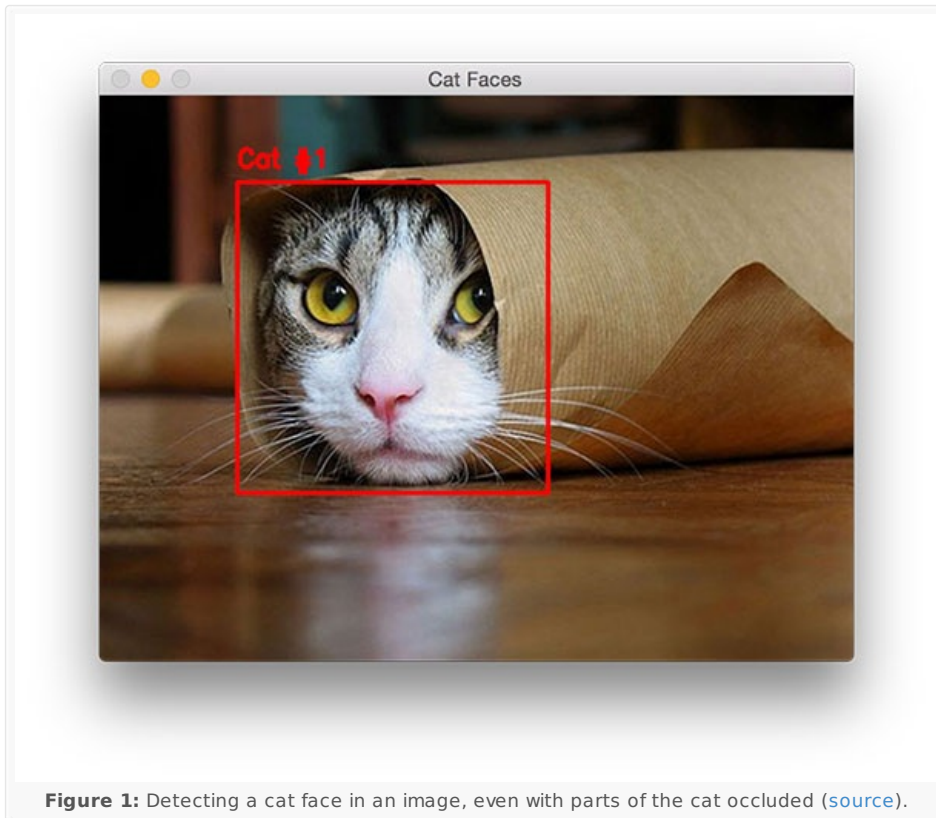 Cat Faces
Cat #1
Figure 1: Detecting a cat face in an image, even with parts of the cat occluded (source).